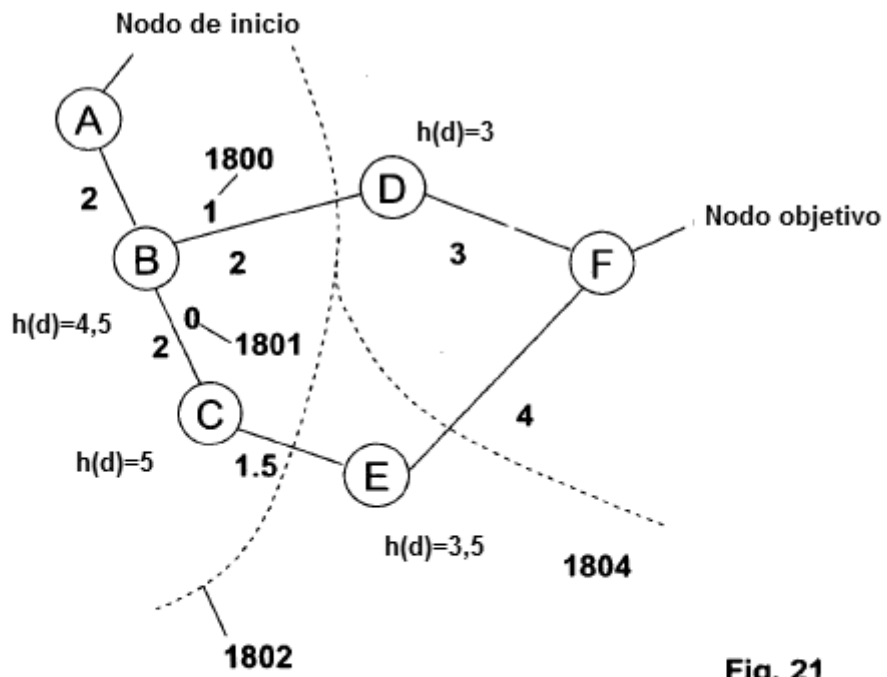 Nodo de inicio
A
h(d)=3
1800
D
2
1
Nodo objetivo
B
2
3
F
h(d)=4,5
0
2
1801
C
4
h(d)=5
1.5
E
h(d)=3,5
1804
1802
Fig. 21